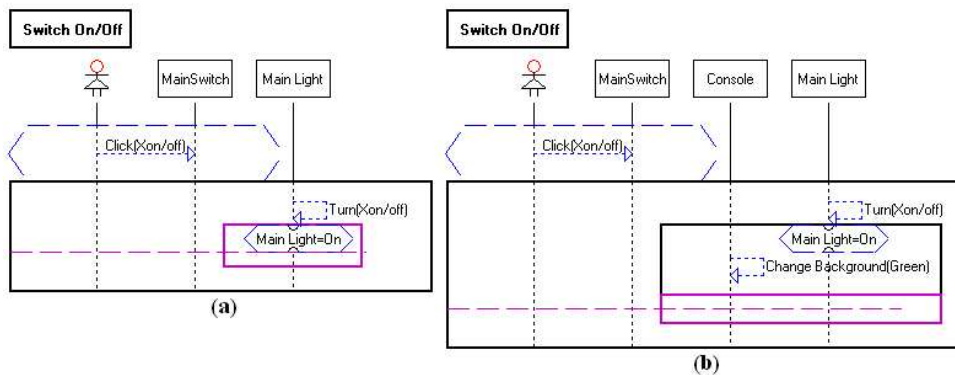 Switch On/Off
MainSwitch
Main Light
Click(Xon/off)
Turn(Xon/off)
Main Light=On
(a)
Switch On/Off
MainSwitch
Console
Main Light
Click(Xon/off)
Turn(Xon/off)
Main Light=On
Change Background(Green)
(b)